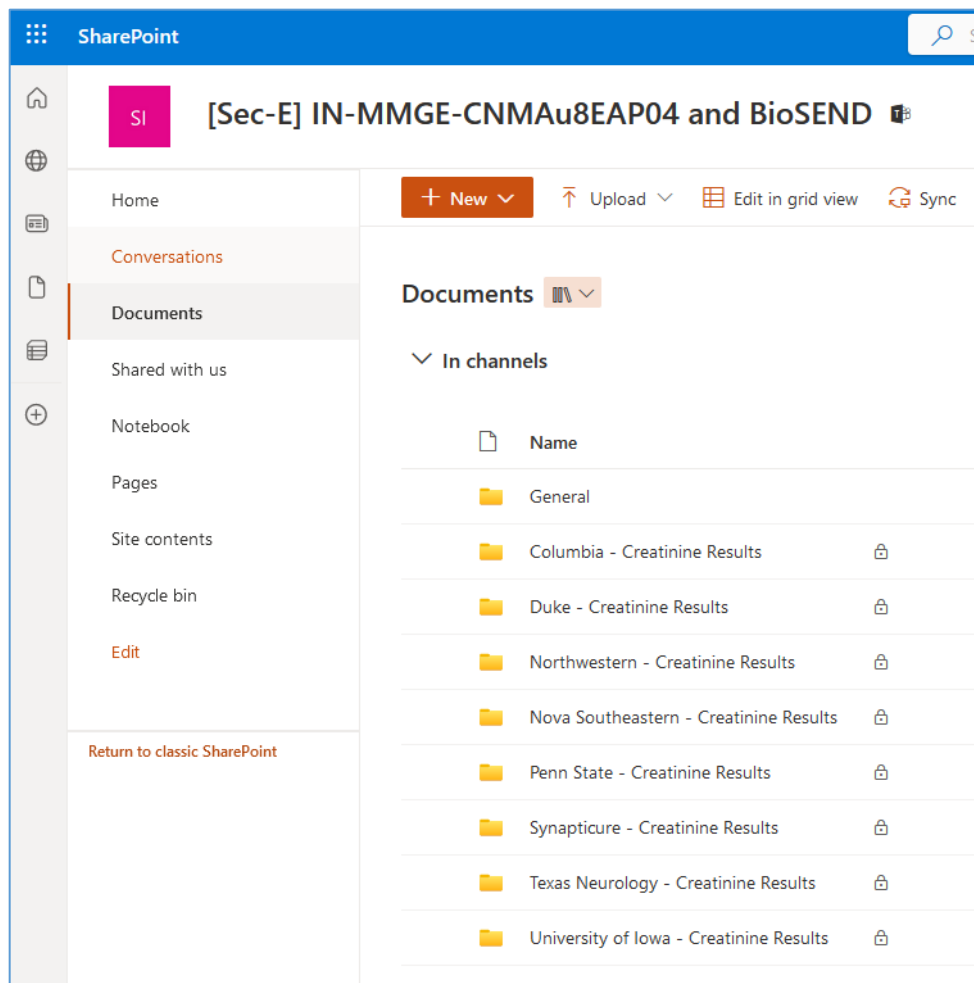 SharePoint
SI
[Sec-E] IN-MMGE-CNMAu8EAP04 and BioSEND
Home
Conversations
Documents
Shared with us
Notebook
Pages
Site contents
Recycle bin
Edit
Return to classic SharePoint
New
Upload
Edit in grid view
Sync
Documents
In channels
Name
General
Columbia - Creatinine Results
Duke - Creatinine Results
Northwestern - Creatinine Results
Nova Southeastern - Creatinine Results
Penn State - Creatinine Results
Synapticure - Creatinine Results
Texas Neurology - Creatinine Results
University of Iowa - Creatinine Results